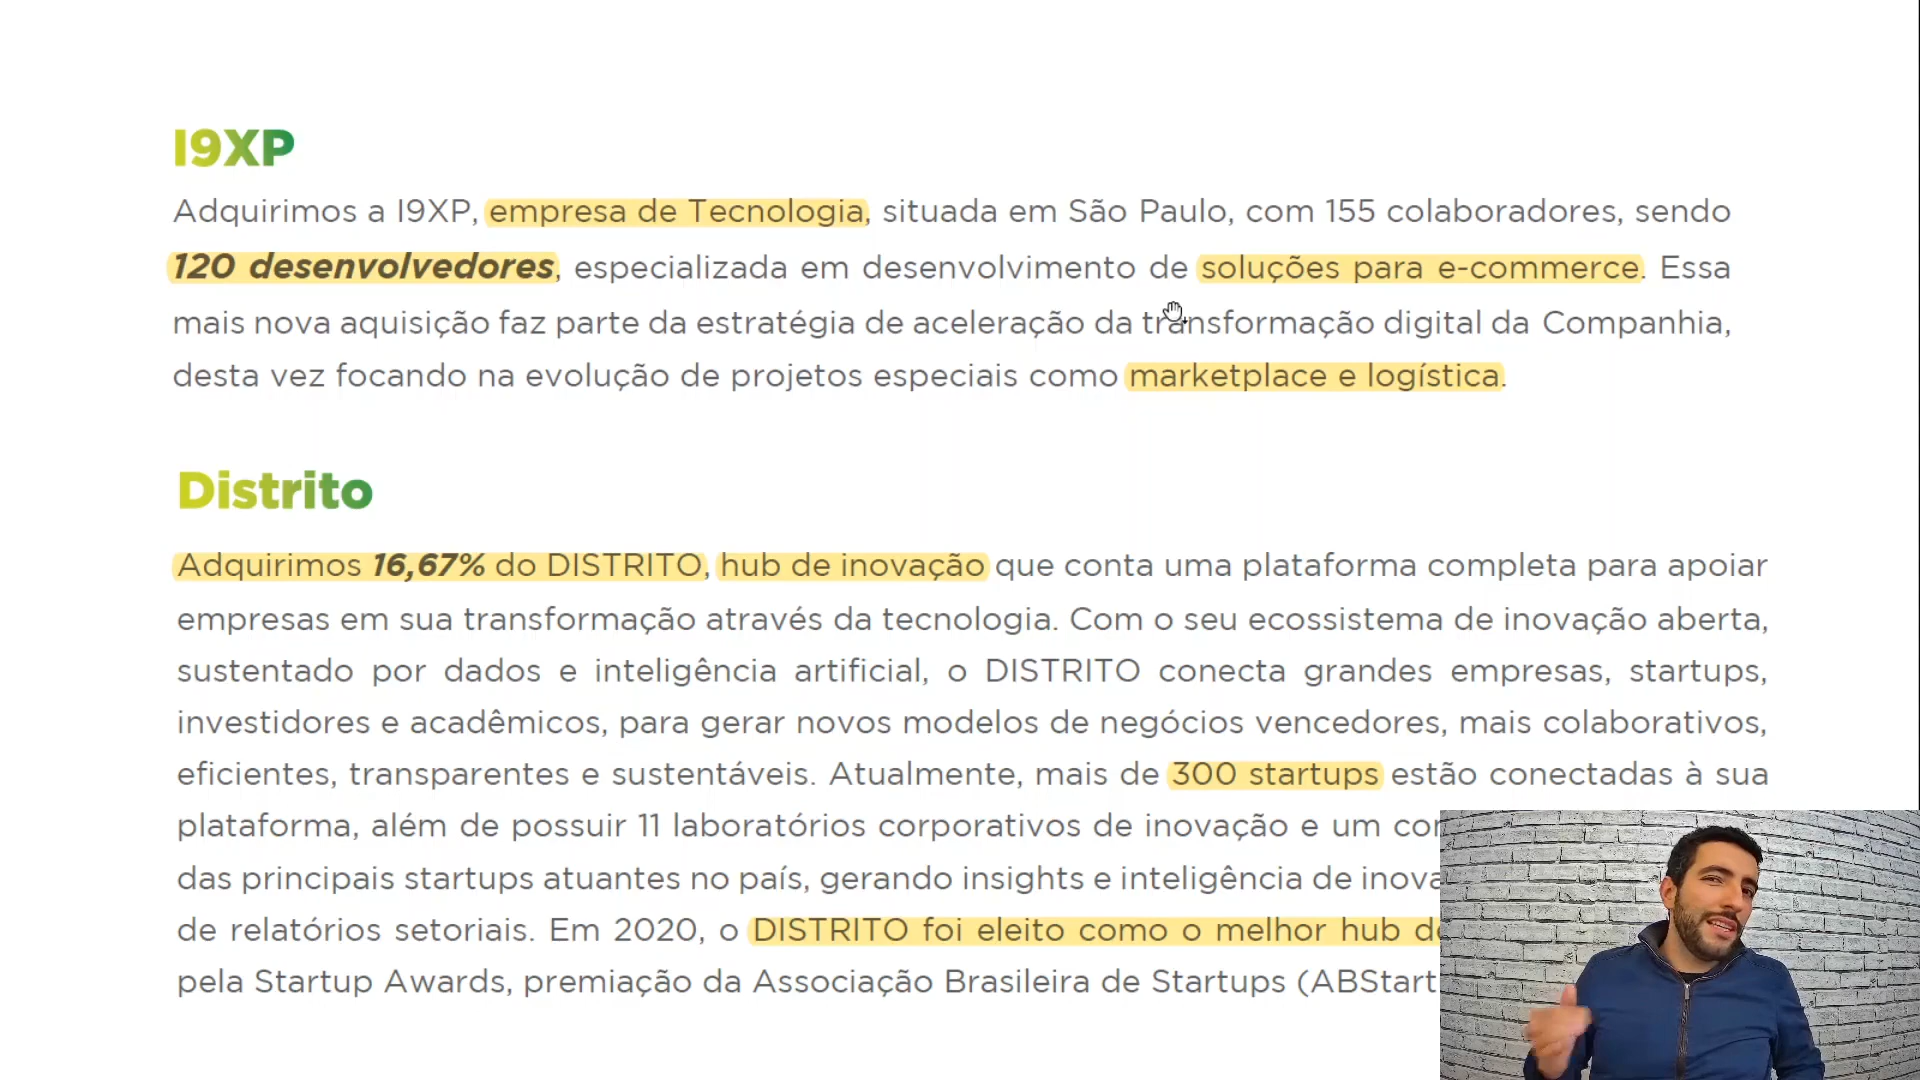 I9XP
Adquirimos a I9XP, empresa de Tecnologia, situada em São Paulo, com 155 colaboradores, sendo
120 desenvolvedores, especializada em desenvolvimento de soluções para e-commerce. Essa
mais nova aquisição faz parte da estratégia de aceleração da transformação digital da Companhia,
desta vez focando na evolução de projetos especiais como marketplace e logística.
Distrito
Adquirimos 16,67% do DISTRITO, hub de inovação que conta uma plataforma completa para apoiar
empresas em sua transformação através da tecnologia. Com o seu ecossistema de inovação aberta,
sustentado por dados e inteligência artificial, o DISTRITO conecta grandes empresas, startups,
investidores e acadêmicos, para gerar novos modelos de negócios vencedores, mais colaborativos,
eficientes, transparentes e sustentáveis. Atualmente, mais de 300 startups estão conectadas à sua
plataforma, além de possuir 11 laboratórios corporativos de inovação e um
das principais startups atuantes no país, gerando insights e inteligência de
de relatórios setoriais. Em 2020, o DISTRITO foi eleito como o melhor hub
pela Startup Awards, premiação da Associação Brasileira de Startups